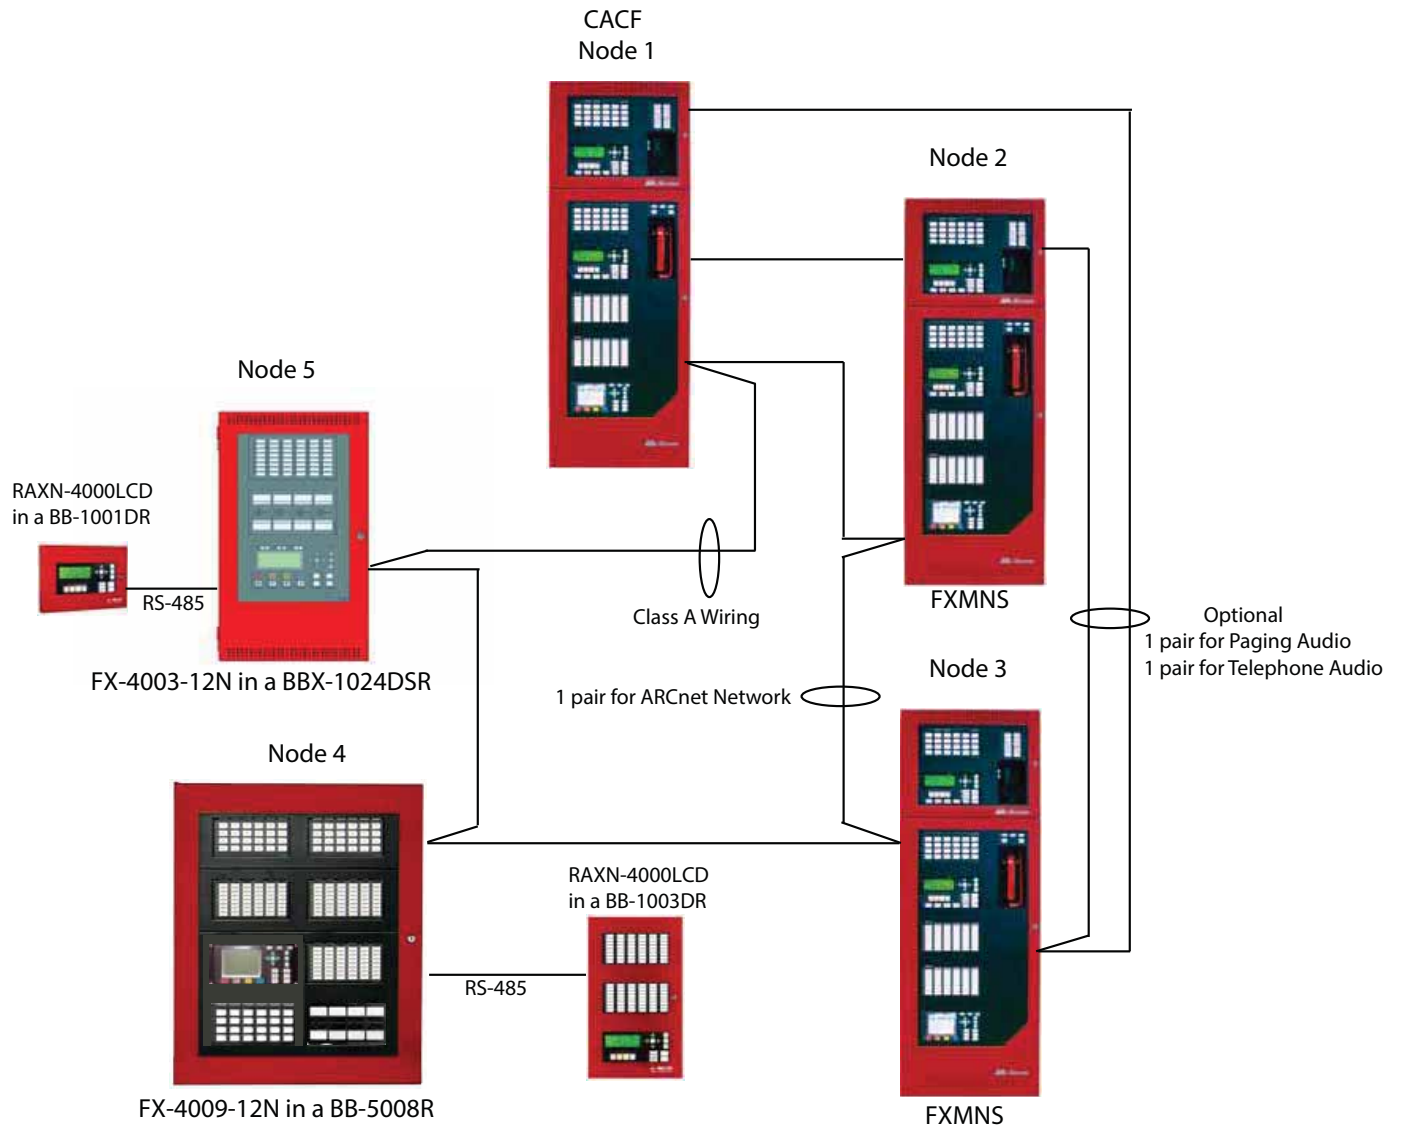 CACF
Node 1
Node 2
Node 5
RAXN-4000LCD
in a BB-1001DR
RS-485
Class A Wiring
FXMNS
Optional
1 pair for Paging Audio
1 pair for Telephone Audio
FX-4003-12N in a BBX-1024DSR
Node 3
1 pair for ARCnet Network
Node 4
RAXN-4000LCD
in a BB-1003DR
RS-485
FX-4009-12N in a BB-5008R
FXMNS